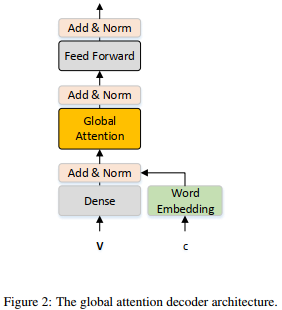 Add & Norm
Feed Forward
Add & Norm
Global
Attention
Add & Norm
Dense
Word
Embedding
V
c
Figure 2: The global attention decoder architecture.